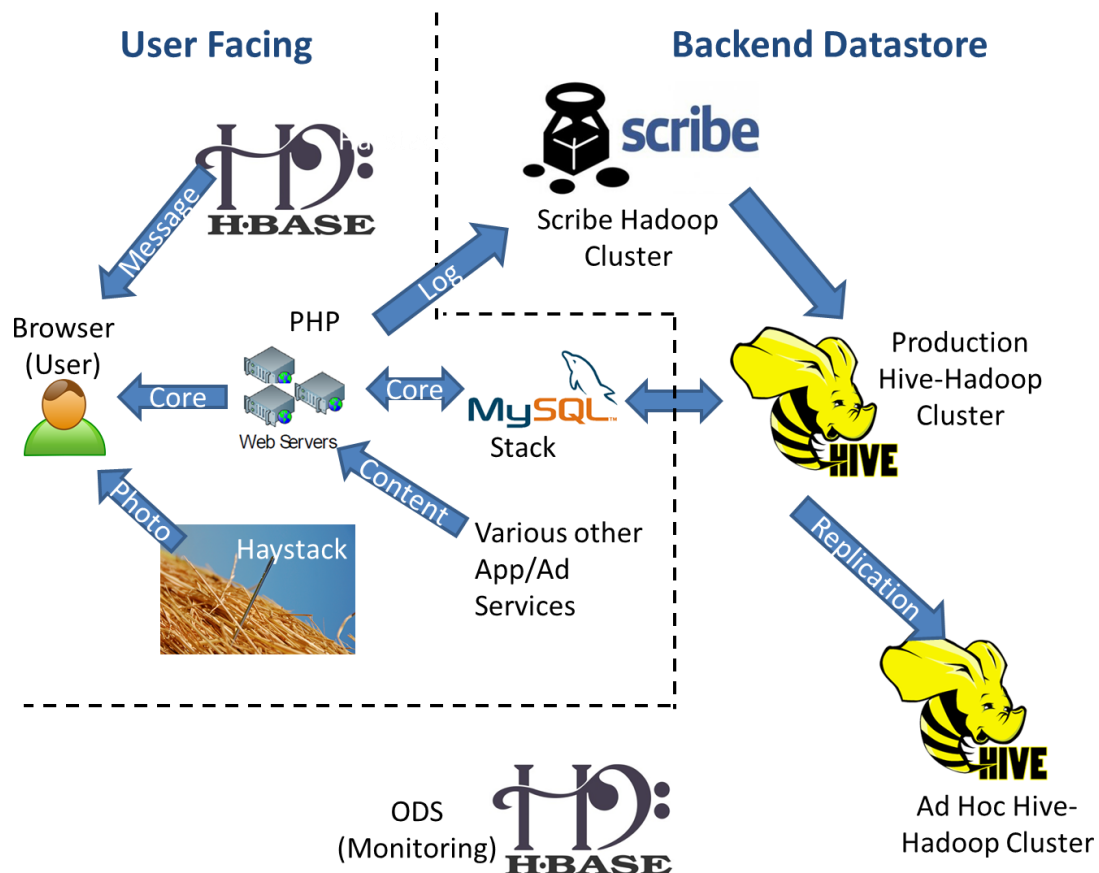 User Facing
Backend Datastore
Ha
H·BASE
Message
scribe
Scribe Hadoop
Cluster
Log
Browser
(User)
PHP
Core
Web Servers
Core
MySQL™
Stack
Production
Hive-Hadoop
Cluster
HIVE
Photo
Haystack
Content
Various other
App/Ad
Services
Replication
HIVE
Ad Hoc Hive-
Hadoop Cluster
ODS
(Monitoring)
H·BASE